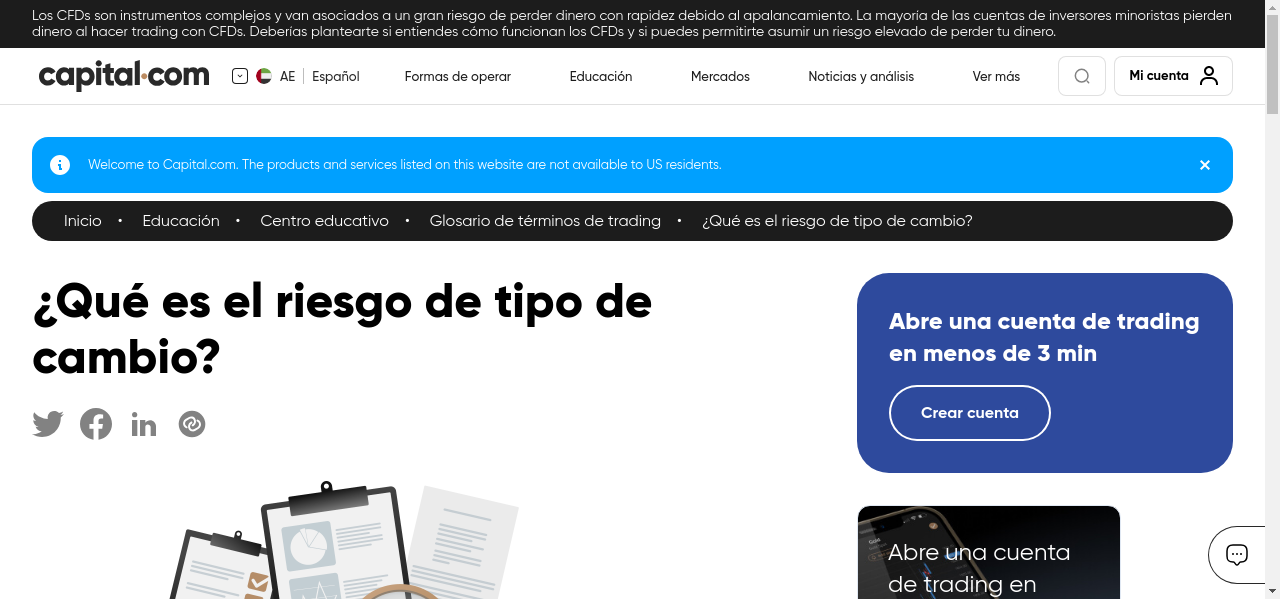 Los CFDs son instrumentos complejos y van asociados a un gran riesgo de perder dinero con rapidez debido al apalancamiento. La mayoría de las cuentas de inversores minoristas pierden
dinero al hacer trading con CFDs. Deberías plantearte si entiendes cómo funcionan los CFDs y si puedes permitirte asumir un riesgo elevado de perder tu dinero.
capital.com
AE
Español
Formas de operar
Educación
Mercados
Noticias y análisis
Ver más
Mi cuenta
Welcome to Capital.com. The products and services listed on this website are not available to US residents.
Inicio • Educación • Centro educativo • Glosario de términos de trading • ¿Qué es el riesgo de tipo de cambio?
¿Qué es el riesgo de tipo de
cambio?
Abre una cuenta de trading
en menos de 3 min
Crear cuenta
Abre una cuenta
de trading en